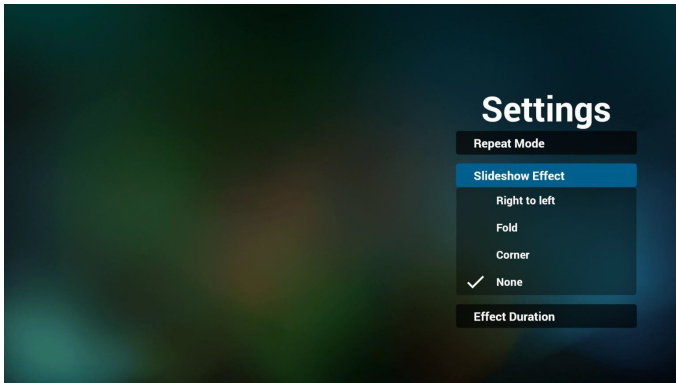 Settings
Repeat Mode
Slideshow Effect
Right to left
Fold
Corner
None
Effect Duration